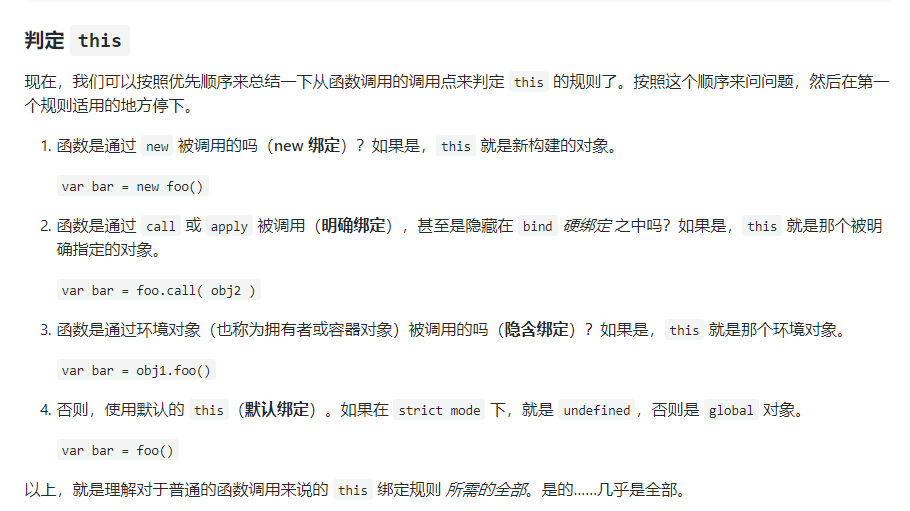 判定 this
现在，我们可以按照优先顺序来总结一下从函数调用的调用点来判定 this 的规则了。按照这个顺序来问问题，然后在第一
个规则适用的地方停下。
1. 函数是通过 new 被调用的吗（new 绑定）？如果是，this 就是新构建的对象。
var bar = new foo()
2. 函数是通过 call 或 apply 被调用（明确绑定），甚至是隐藏在 bind 硬绑定 之中吗？如果是，this 就是那个被明
确指定的对象。
var bar = foo.call( obj2 )
3. 函数是通过环境对象（也称为拥有者或容器对象）被调用的吗（隐含绑定）？如果是，this 就是那个环境对象。
var bar = obj1.foo()
4. 否则，使用默认的 this（默认绑定）。如果在 strict mode 下，就是 undefined，否则是 global 对象。
var bar = foo()
以上，就是理解对于普通的函数调用来说的 this 绑定规则 所需的全部。是的……几乎是全部。